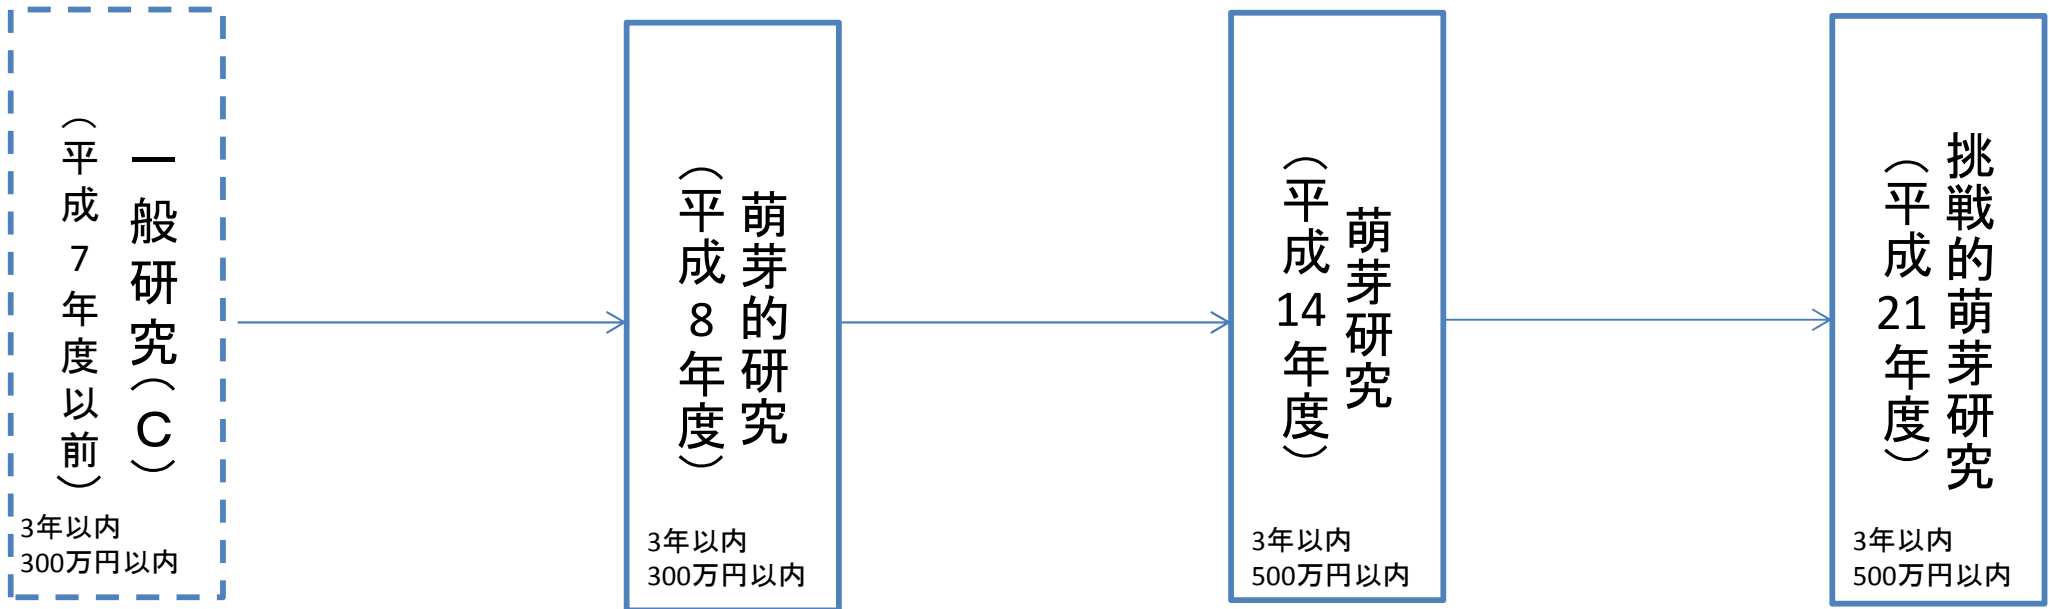 一般研究(C)
(平成7年度以前)
3年以内
300万円以内
萌芽的研究
(平成8年度)
3年以内
300万円以内
萌芽研究
(平成14年度)
3年以内
500万円以内
挑戦的萌芽研究
(平成21年度)
3年以内
500万円以内